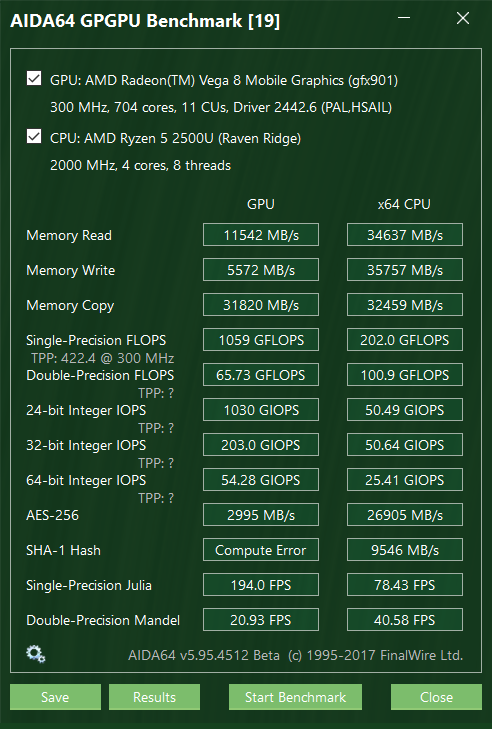 AIDA64 GPGPU Benchmark [19]
GPU: AMD Radeon(TM) Vega 8 Mobile Graphics (gfx901)
300 MHz, 704 cores, 11 CUs, Driver 2442.6 (PAL,HSAIL)
CPU: AMD Ryzen 5 2500U (Raven Ridge)
2000 MHz, 4 cores, 8 threads
GPU x64 CPU
Memory Read 11542 MB/s 34637 MB/s
Memory Write 5572 MB/s 35757 MB/s
Memory Copy 31820 MB/s 32459 MB/s
Single-Precision FLOPS 1059 GFLOPS 202.0 GFLOPS
TPP: 422.4 @ 300 MHz
Double-Precision FLOPS 65.73 GFLOPS 100.9 GFLOPS
TPP: ?
24-bit Integer IOPS 1030 GIOPS 50.49 GIOPS
TPP: ?
32-bit Integer IOPS 203.0 GIOPS 50.64 GIOPS
TPP: ?
64-bit Integer IOPS 54.28 GIOPS 25.41 GIOPS
TPP: ?
AES-256 2995 MB/s 26905 MB/s
SHA-1 Hash Compute Error 9546 MB/s
Single-Precision Julia 194.0 FPS 78.43 FPS
Double-Precision Mandel 20.93 FPS 40.58 FPS
AIDA64 v5.95.4512 Beta (c) 1995-2017 FinalWire Ltd.
Save Results Start Benchmark Close